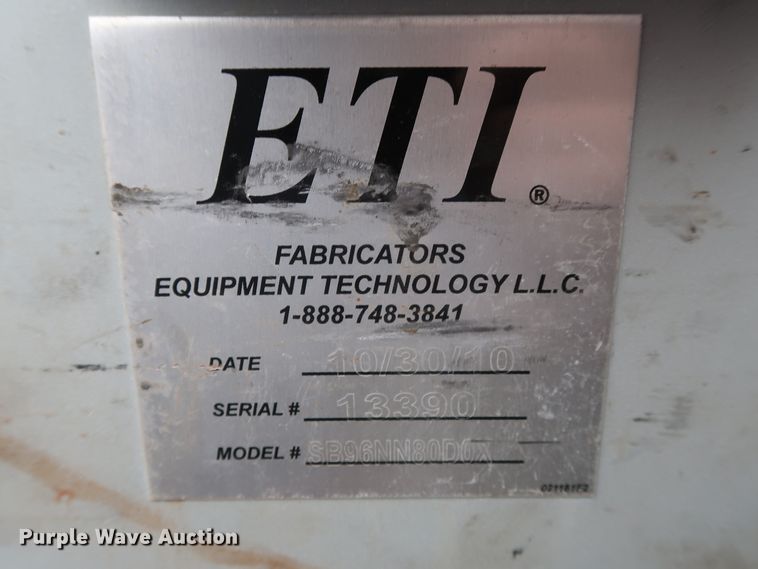 ETI ®
FABRICATORS
EQUIPMENT TECHNOLOGY L.L.C.
1-888-748-3841
DATE 10/30/10
SERIAL # 13390
MODEL # SB96NN80D0X
Purple Wave Auction